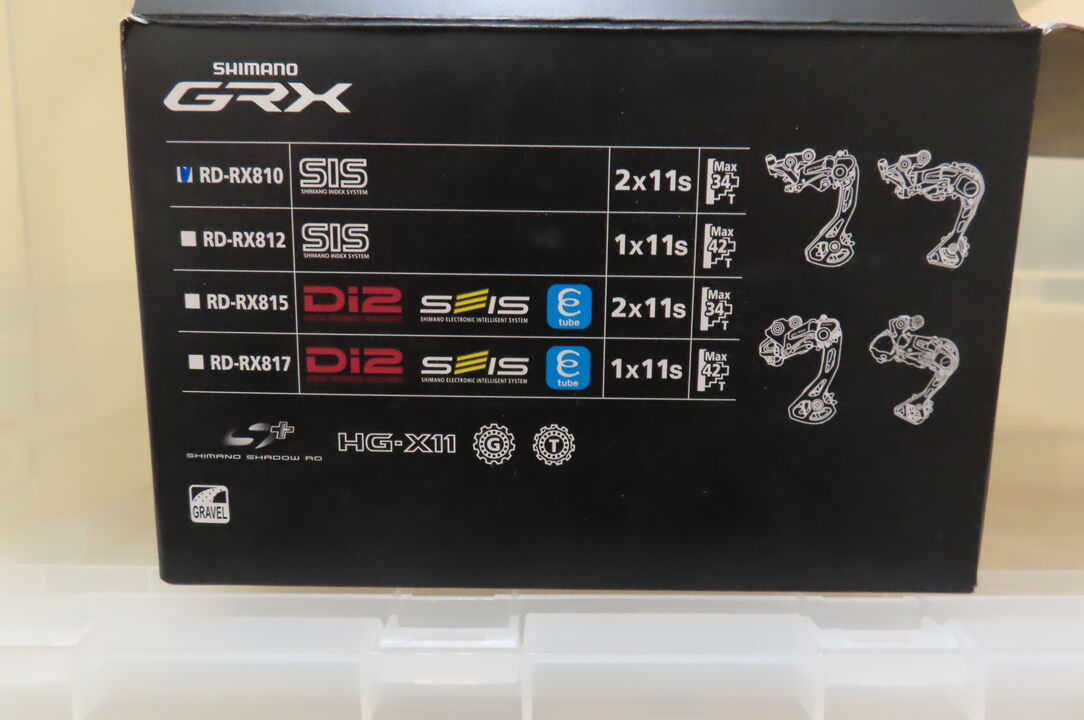 SHIMANO
GRX
RD-RX810 SIS SHIMANO INDEX SYSTEM 2x11s Max 34 T
RD-RX812 SIS SHIMANO INDEX SYSTEM 1x11s Max 42 T
RD-RX815 Di2 SEIS SHIMANO ELECTRONIC INTELLIGENT SYSTEM e tube 2x11s Max 34 T
RD-RX817 Di2 SEIS SHIMANO ELECTRONIC INTELLIGENT SYSTEM e tube 1x11s Max 42 T
S+ SHIMANO SHADOW RD HG-X11 G T
GRAVEL